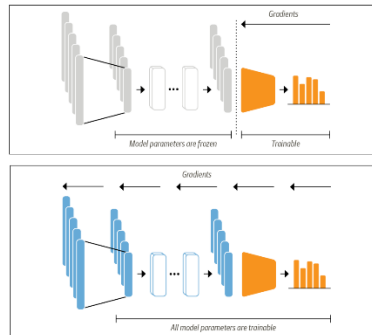 Gradients
Model parameters are frozen
Trainable
Gradients
All model parameters are trainable